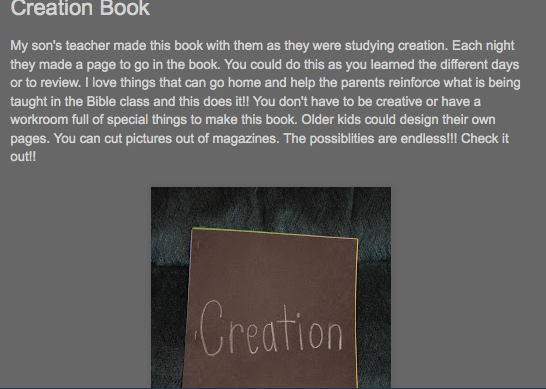 Creation Book
My son's teacher made this book with them as they were studying creation. Each night
they made a page to go in the book. You could do this as you learned the different days
or to review. I love things that can go home and help the parents reinforce what is being
taught in the Bible class and this does it!! You don't have to be creative or have a
workroom full of special things to make this book. Older kids could design their own
pages. You can cut pictures out of magazines. The possiblities are endless!!! Check it
out!!
Creation